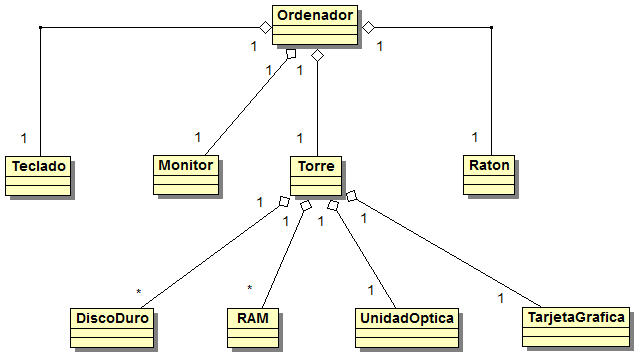 Ordenador
1 1 1 1
1 1 1 1
Teclado Monitor Torre Raton
1 1 1 1
* * 1 1
DiscoDuro RAM UnidadOptica TarjetaGrafica